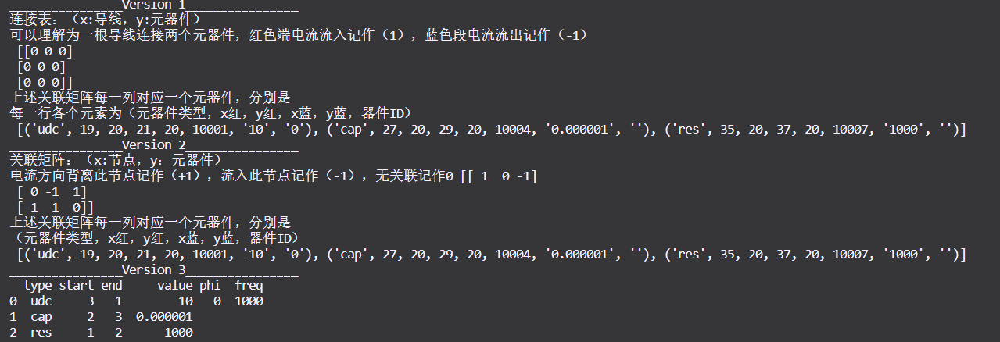 ________________Version 1________________
连接表：（x:导线，y:元器件）
可以理解为一根导线连接两个元器件，红色端电流流入记作（1），蓝色段电流流出记作（-1）
[[0 0 0]
[0 0 0]
[0 0 0]]
上述关联矩阵每一列对应一个元器件，分别是
每一行各个元素为（元器件类型，x红，y红，x蓝，y蓝，器件ID）
[('udc', 19, 20, 21, 20, 10001, '10', '0'), ('cap', 27, 20, 29, 20, 10004, '0.000001', ''), ('res', 35, 20, 37, 20, 10007, '1000', '')]
________________Version 2________________
关联矩阵：（x:节点，y：元器件）
电流方向背离此节点记作（+1），流入此节点记作（-1），无关联记作0 [[ 1  0 -1]
[ 0 -1  1]
[-1  1  0]]
上述关联矩阵每一列对应一个元器件，分别是
（元器件类型，x红，y红，x蓝，y蓝，器件ID）
[('udc', 19, 20, 21, 20, 10001, '10', '0'), ('cap', 27, 20, 29, 20, 10004, '0.000001', ''), ('res', 35, 20, 37, 20, 10007, '1000', '')]
________________Version 3________________
type start end value phi freq
0 udc 3 1 10 0 1000
1 cap 2 3 0.000001
2 res 1 2 1000